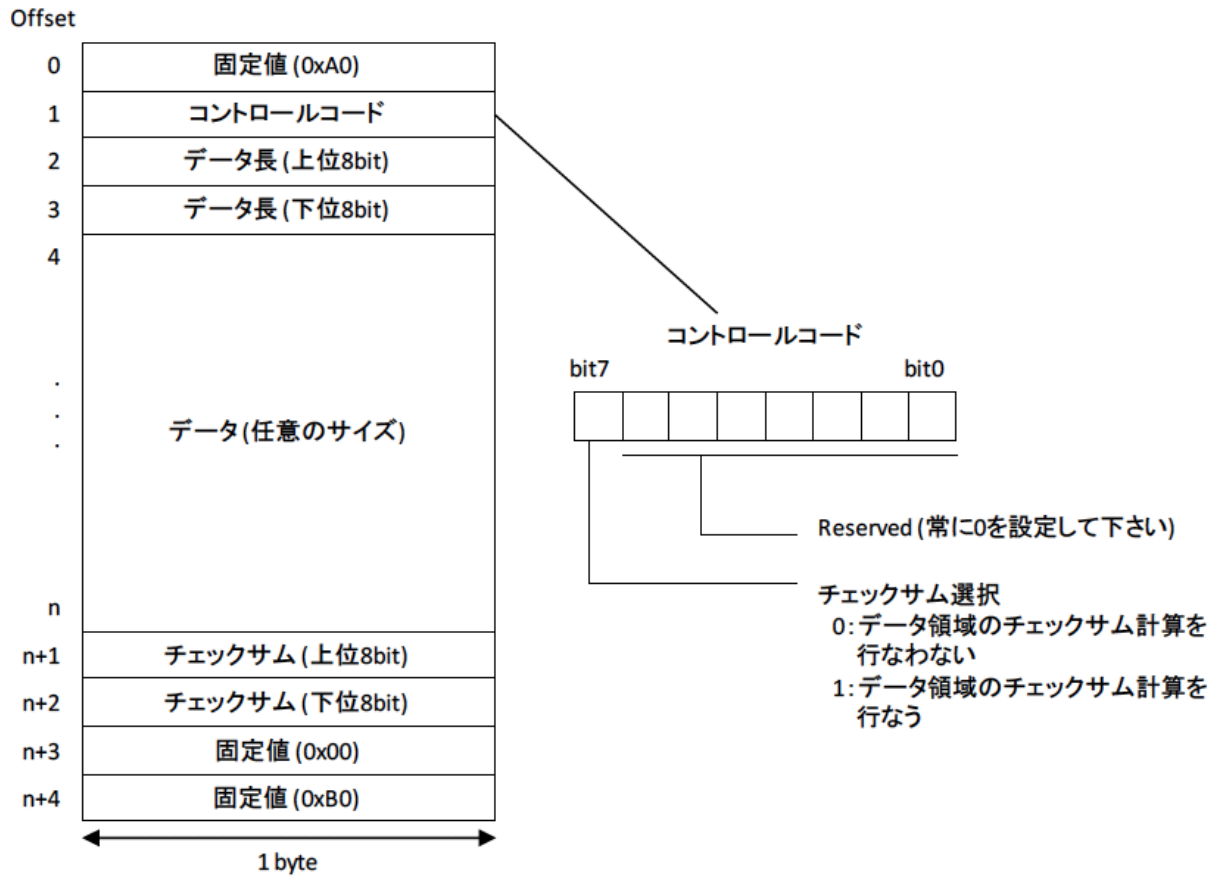 Offset
0 固定値 (0xA0)
1 コントロールコード
2 データ長 (上位8bit)
3 データ長 (下位8bit)
4
.
.
.
データ(任意のサイズ)
n
n+1 チェックサム (上位8bit)
n+2 チェックサム (下位8bit)
n+3 固定値 (0x00)
n+4 固定値 (0xB0)
1 byte
コントロールコード
bit7 bit0
Reserved (常に0を設定して下さい)
チェックサム選択
0:データ領域のチェックサム計算を
行なわない
1:データ領域のチェックサム計算を
行なう